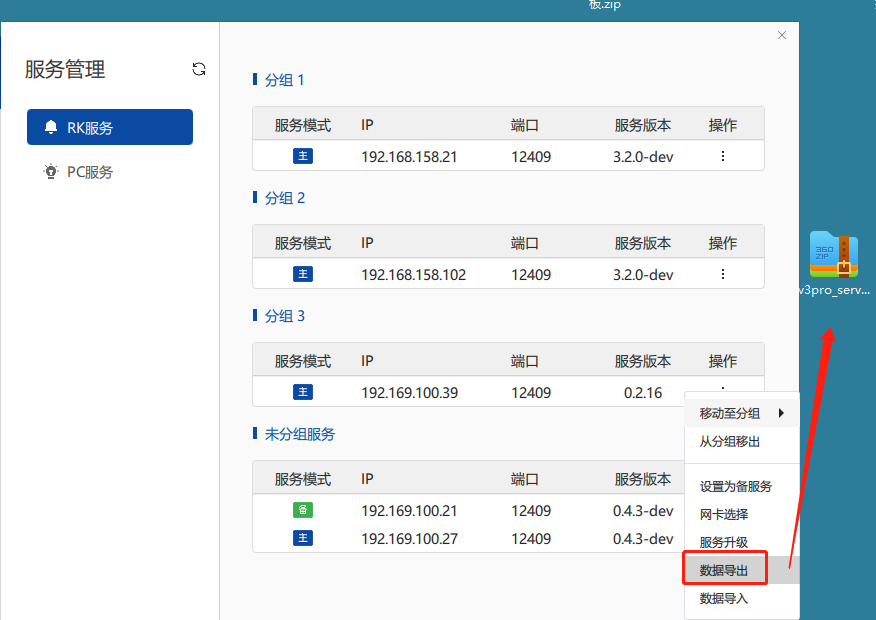 板.zip
服务管理
RK服务
PC服务
分组 1
服务模式 IP 端口 服务版本 操作
主 192.168.158.21 12409 3.2.0-dev
分组 2
服务模式 IP 端口 服务版本 操作
主 192.168.158.102 12409 3.2.0-dev
分组 3
服务模式 IP 端口 服务版本 操作
主 192.169.100.39 12409 0.2.16
未分组服务
服务模式 IP 端口 服务版本
备 192.169.100.21 12409 0.4.3-dev
主 192.169.100.27 12409 0.4.3-dev
移动至分组
从分组移出
设置为备服务
网卡选择
服务升级
数据导出
数据导入
360
ZIP
v3pro_serv...